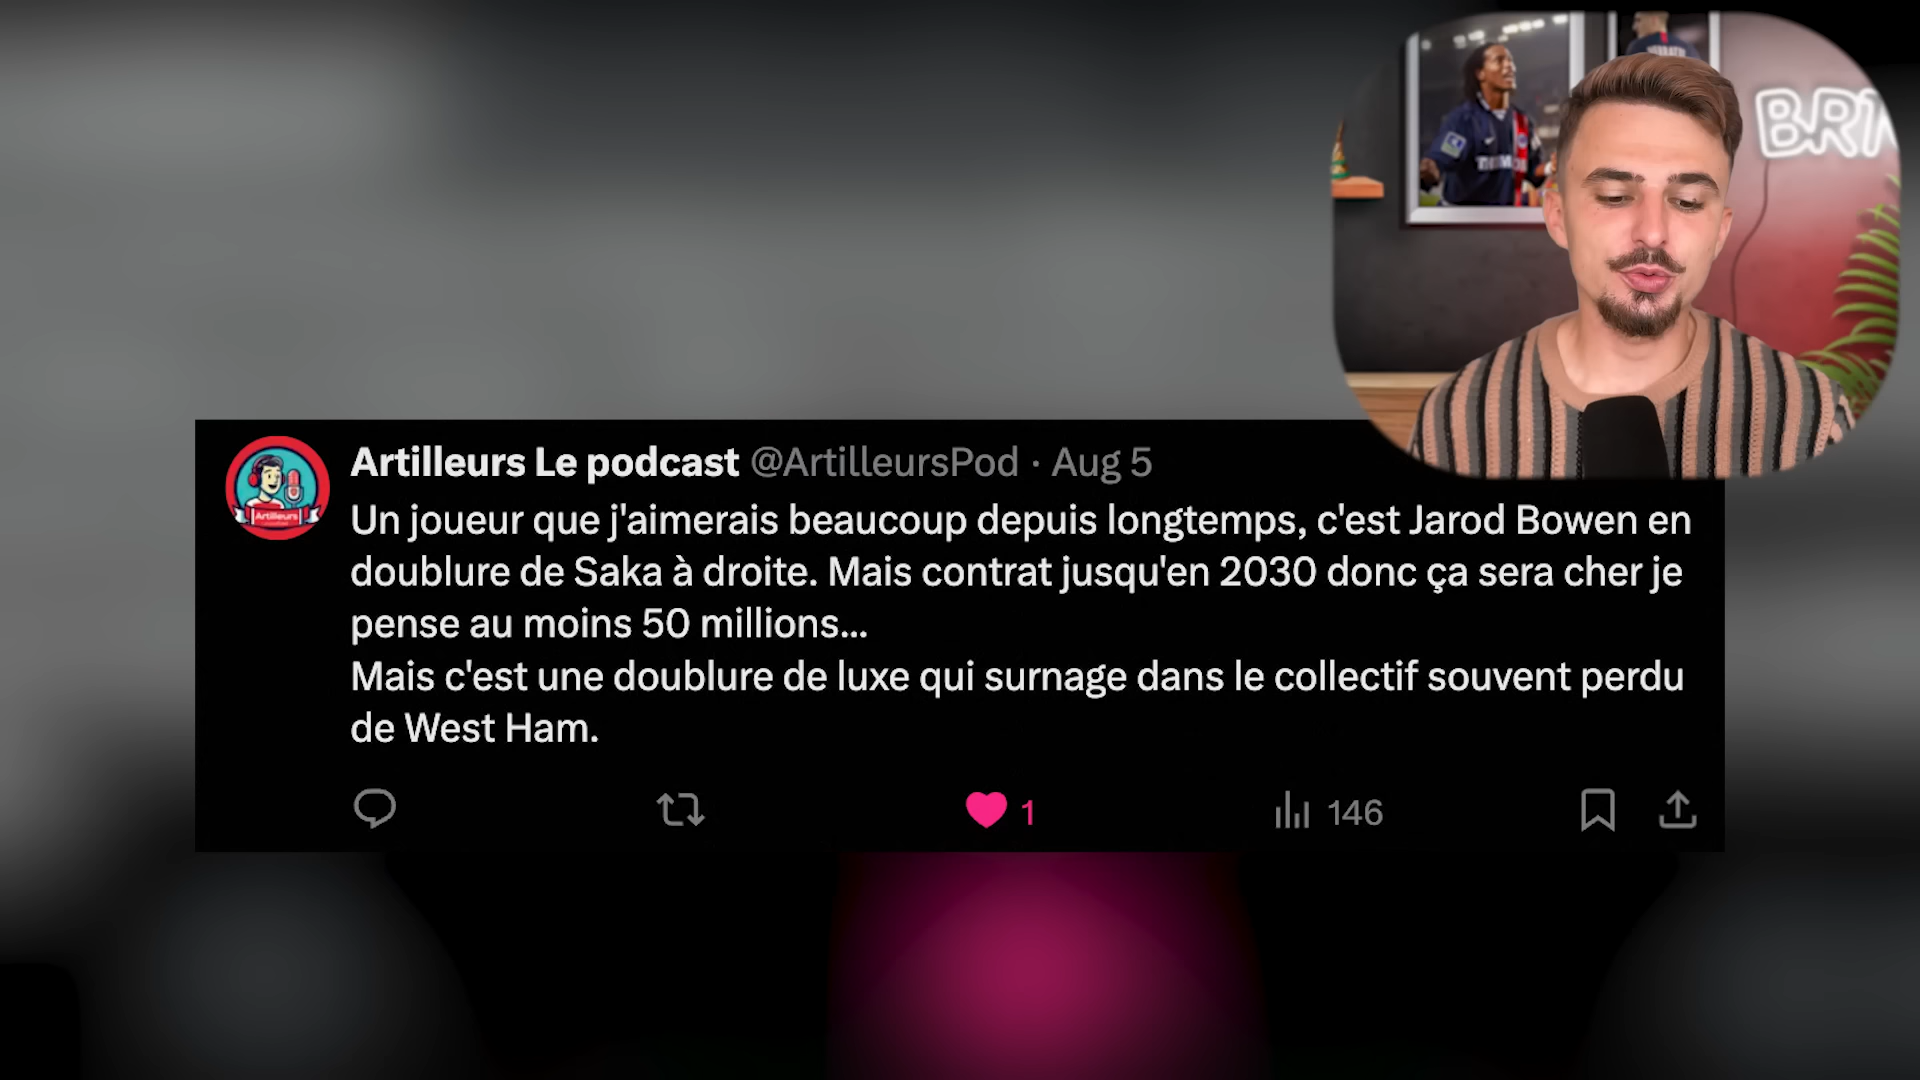 BRI
Artilleurs Le podcast @ArtilleursPod · Aug 5
Artilleurs
Un joueur que j'aimerais beaucoup depuis longtemps, c'est Jarod Bowen en
doublure de Saka à droite. Mais contrat jusqu'en 2030 donc ça sera cher je
pense au moins 50 millions...
Mais c'est une doublure de luxe qui surnage dans le collectif souvent perdu
de West Ham.
1
146